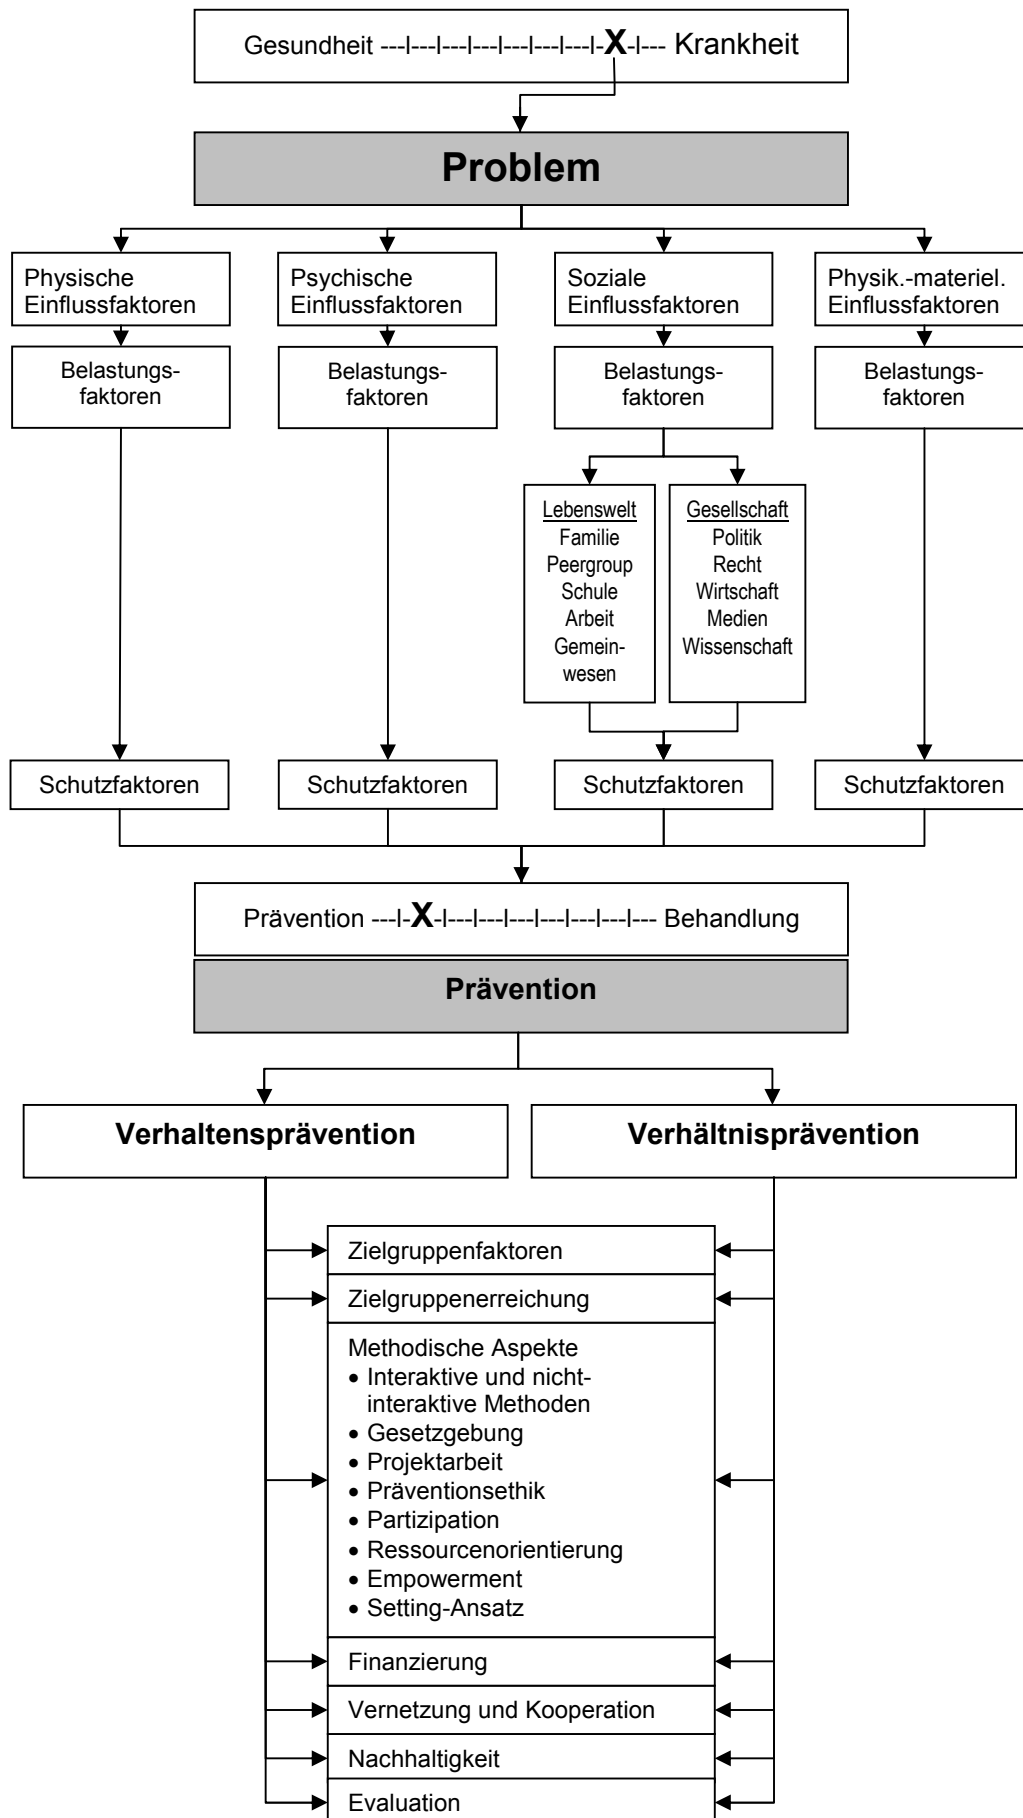 Gesundheit ---I---I---I---I---I---I---I-X-I--- Krankheit
Problem
Physische
Einflussfaktoren
Psychische
Einflussfaktoren
Soziale
Einflussfaktoren
Physik.-materiel.
Einflussfaktoren
Belastungs-
faktoren
Belastungs-
faktoren
Belastungs-
faktoren
Belastungs-
faktoren
Lebenswelt
Familie
Peergroup
Schule
Arbeit
Gemein-
wesen
Gesellschaft
Politik
Recht
Wirtschaft
Medien
Wissenschaft
Schutzfaktoren
Schutzfaktoren
Schutzfaktoren
Schutzfaktoren
Prävention ---I-X-I---I---I---I---I---I---I--- Behandlung
Prävention
Verhaltensprävention
Verhältnisprävention
Zielgruppenfaktoren
Zielgruppenerreichung
Methodische Aspekte
• Interaktive und nicht-
interaktive Methoden
• Gesetzgebung
• Projektarbeit
• Präventionsethik
• Partizipation
• Ressourcenorientierung
• Empowerment
• Setting-Ansatz
Finanzierung
Vernetzung und Kooperation
Nachhaltigkeit
Evaluation